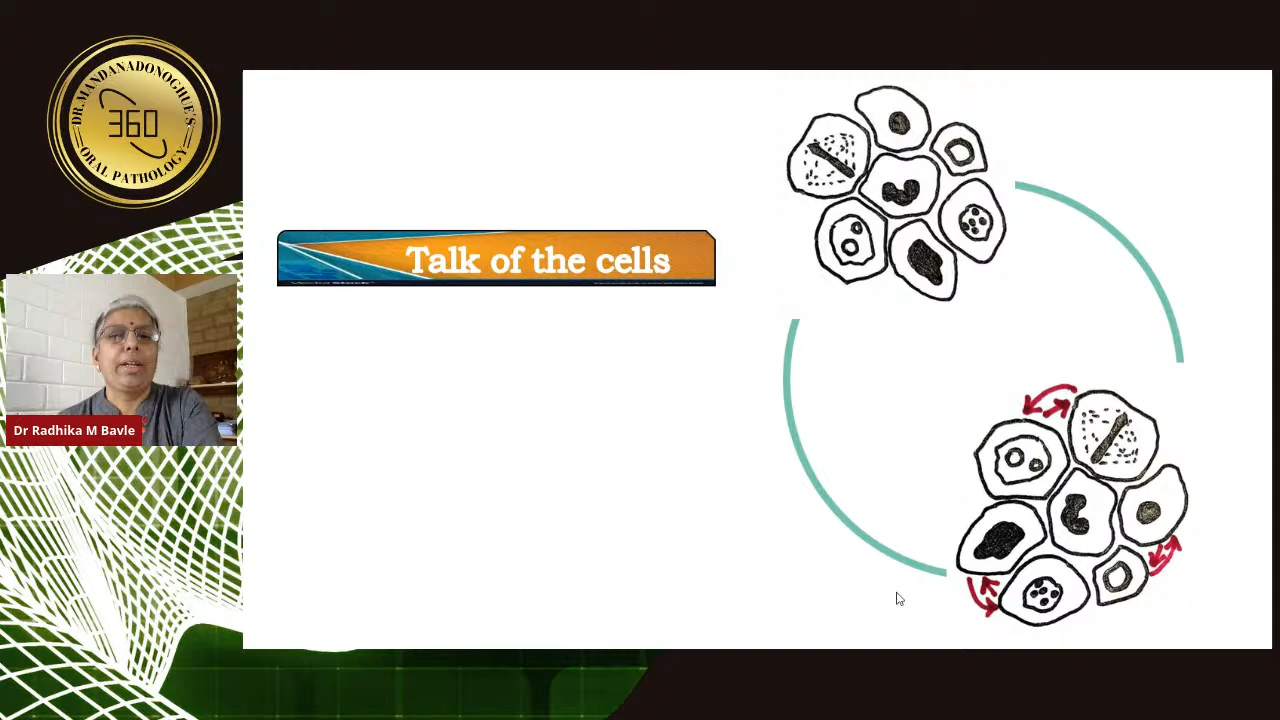 DR.MANDANADONOGHUE'S
360
ORAL PATHOLOGY
Talk of the cells
Dr Radhika M Bavle